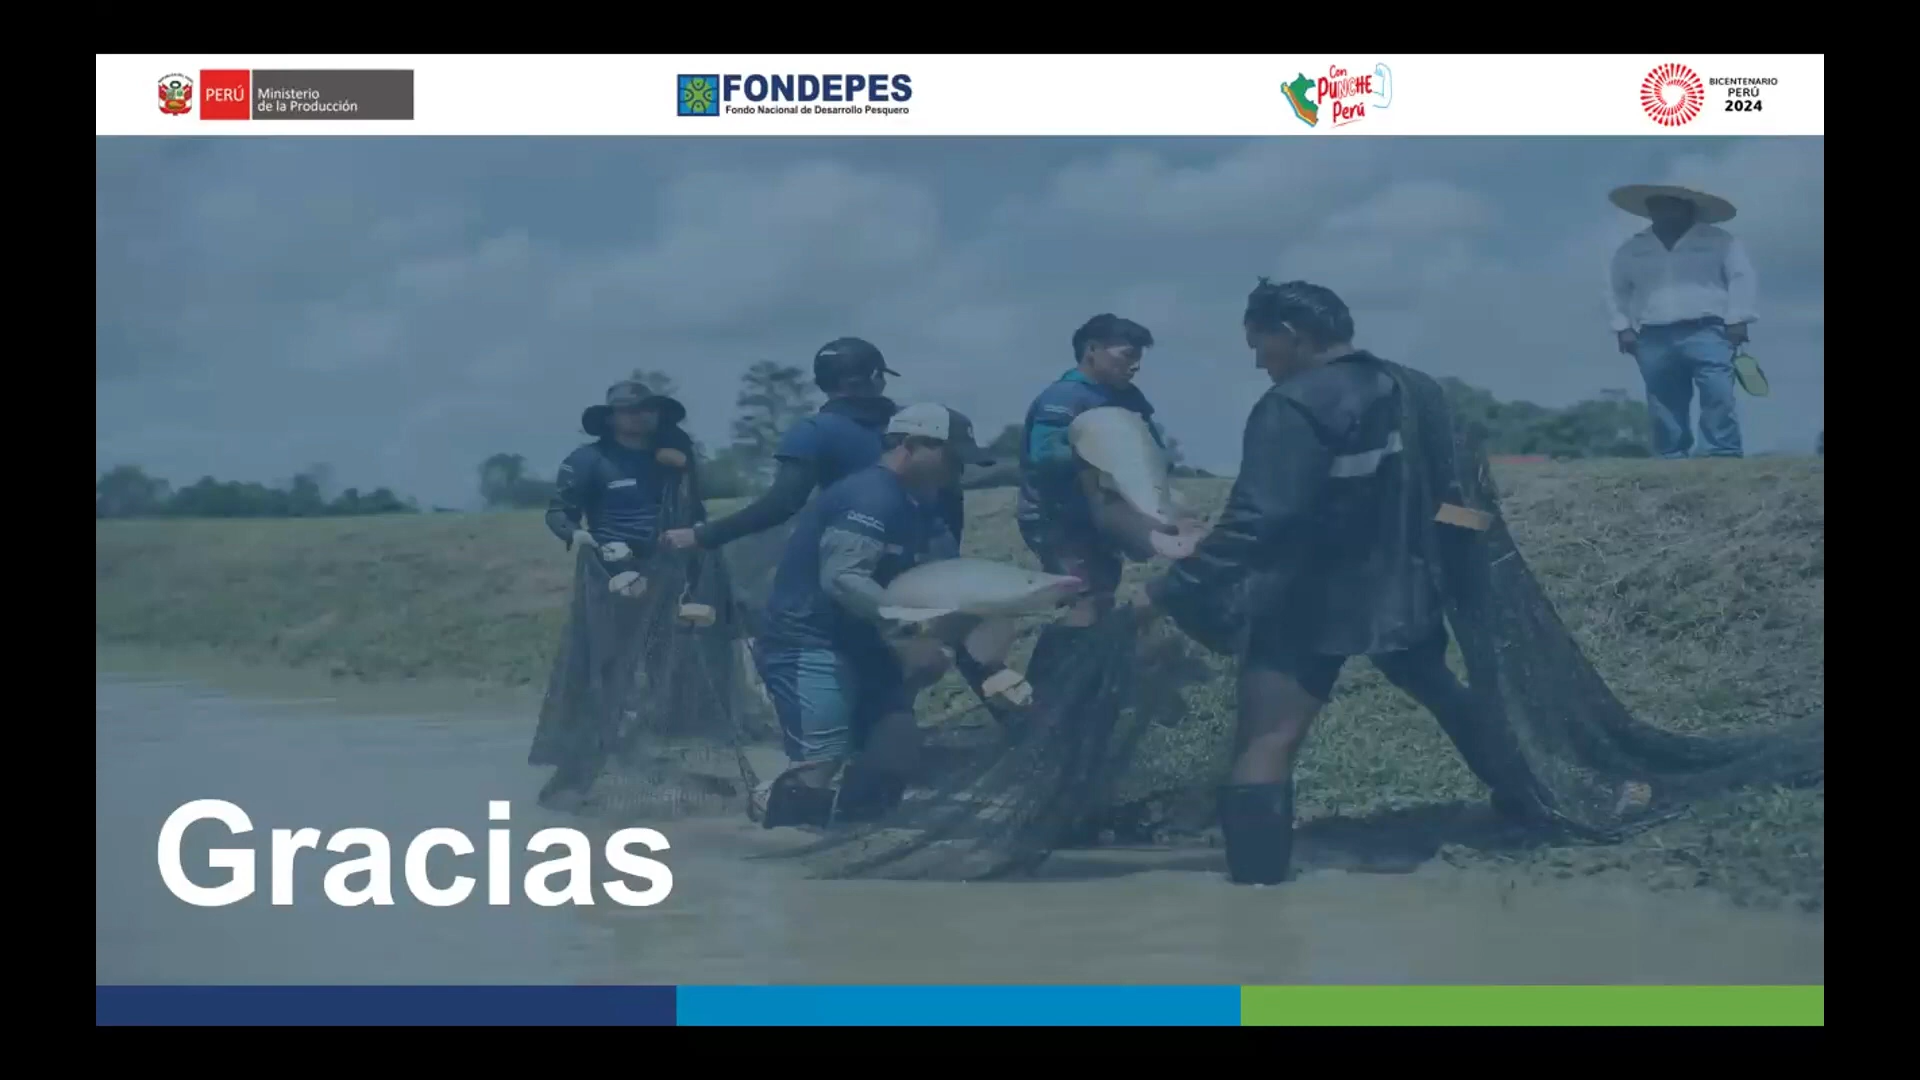 PERÚ
Ministerio
de la Producción
FONDEPES
Fondo Nacional de Desarrollo Pesquero
Con
PUNCHE
Perú
BICENTENARIO
PERÚ
2024
Gracias